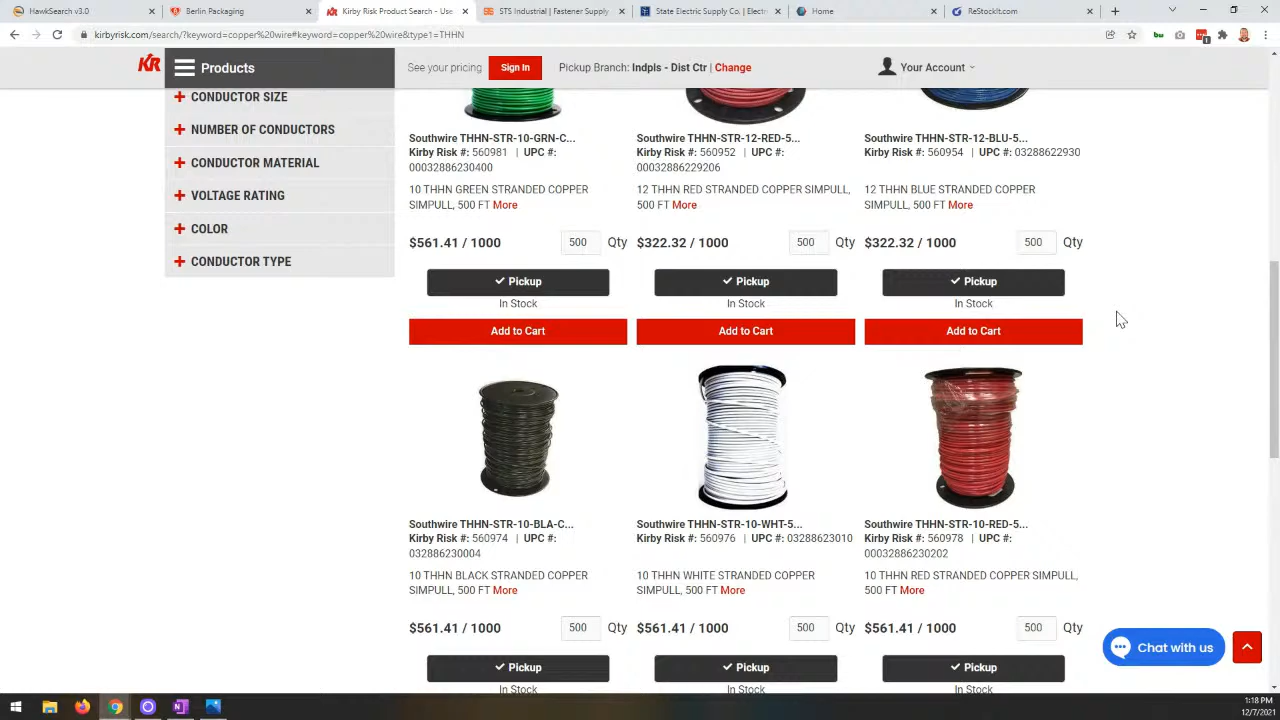 HawkSearch v3.0
Berlin Packaging
Kirby Risk Product Search - Use
STS Industrial | Fastener Supply
State Electric Supply Co. | Electri
Home
ReStockIt.com
kirbyrisk.com/search/?keyword=copper%20wire#keyword=copper%20wire&type1=THHN
KR
Products
See your pricing
Sign In
Pickup Branch: Indpls - Dist Ctr | Change
Your Account
CONDUCTOR SIZE
NUMBER OF CONDUCTORS
CONDUCTOR MATERIAL
VOLTAGE RATING
COLOR
CONDUCTOR TYPE
Southwire THHN-STR-10-GRN-C...
Kirby Risk #: 560981 | UPC #:
00032886230400
10 THHN GREEN STRANDED COPPER
SIMPULL, 500 FT More
$561.41 / 1000
500
Qty
Pickup
In Stock
Add to Cart
Southwire THHN-STR-12-RED-5...
Kirby Risk #: 560952 | UPC #:
00032886229206
12 THHN RED STRANDED COPPER SIMPULL,
500 FT More
$322.32 / 1000
500
Qty
Pickup
In Stock
Add to Cart
Southwire THHN-STR-12-BLU-5...
Kirby Risk #: 560954 | UPC #: 03288622930
12 THHN BLUE STRANDED COPPER
SIMPULL, 500 FT More
$322.32 / 1000
500
Qty
Pickup
In Stock
Add to Cart
Southwire THHN-STR-10-BLA-C...
Kirby Risk #: 560974 | UPC #:
032886230004
10 THHN BLACK STRANDED COPPER
SIMPULL, 500 FT More
$561.41 / 1000
500
Qty
Pickup
In Stock
Southwire THHN-STR-10-WHT-5...
Kirby Risk #: 560976 | UPC #: 03288623010
10 THHN WHITE STRANDED COPPER
SIMPULL, 500 FT More
$561.41 / 1000
500
Qty
Pickup
In Stock
Southwire THHN-STR-10-RED-5...
Kirby Risk #: 560978 | UPC #:
00032886230202
10 THHN RED STRANDED COPPER SIMPULL,
500 FT More
$561.41 / 1000
500
Qty
Pickup
In Stock
Chat with us
1:18 PM
12/7/2021